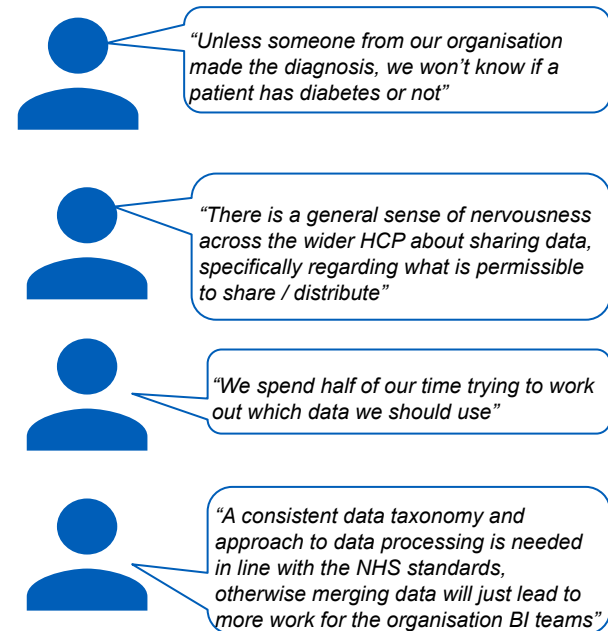 “Unless someone from our organisation
made the diagnosis, we won’t know if a
patient has diabetes or not”
“There is a general sense of nervousness
across the wider HCP about sharing data,
specifically regarding what is permissible
to share / distribute”
“We spend half of our time trying to work
out which data we should use”
“A consistent data taxonomy and
approach to data processing is needed
in line with the NHS standards,
otherwise merging data will just lead to
more work for the organisation BI teams”